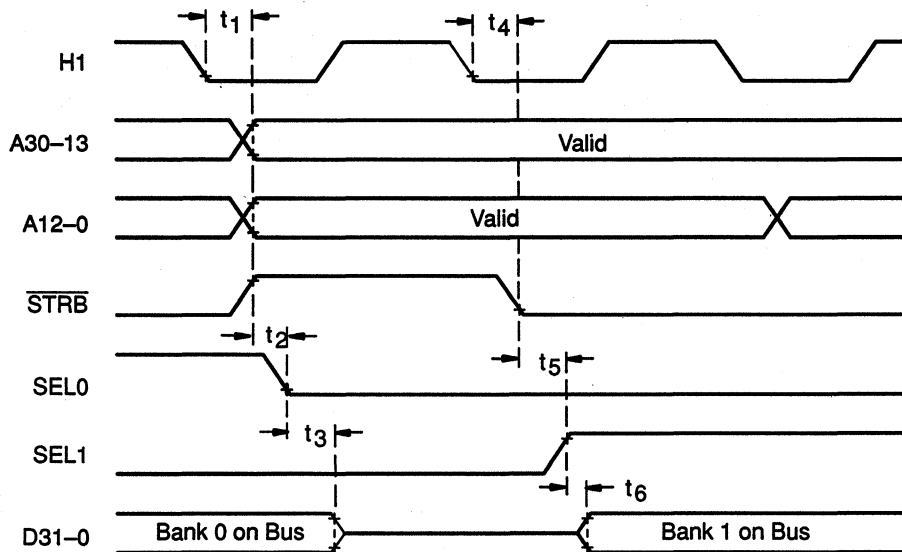 t1 t4
H1
A30–13 Valid
A12–0 Valid
STRB
t2 t5
SEL0
t3
SEL1
t6
D31–0 Bank 0 on Bus Bank 1 on Bus